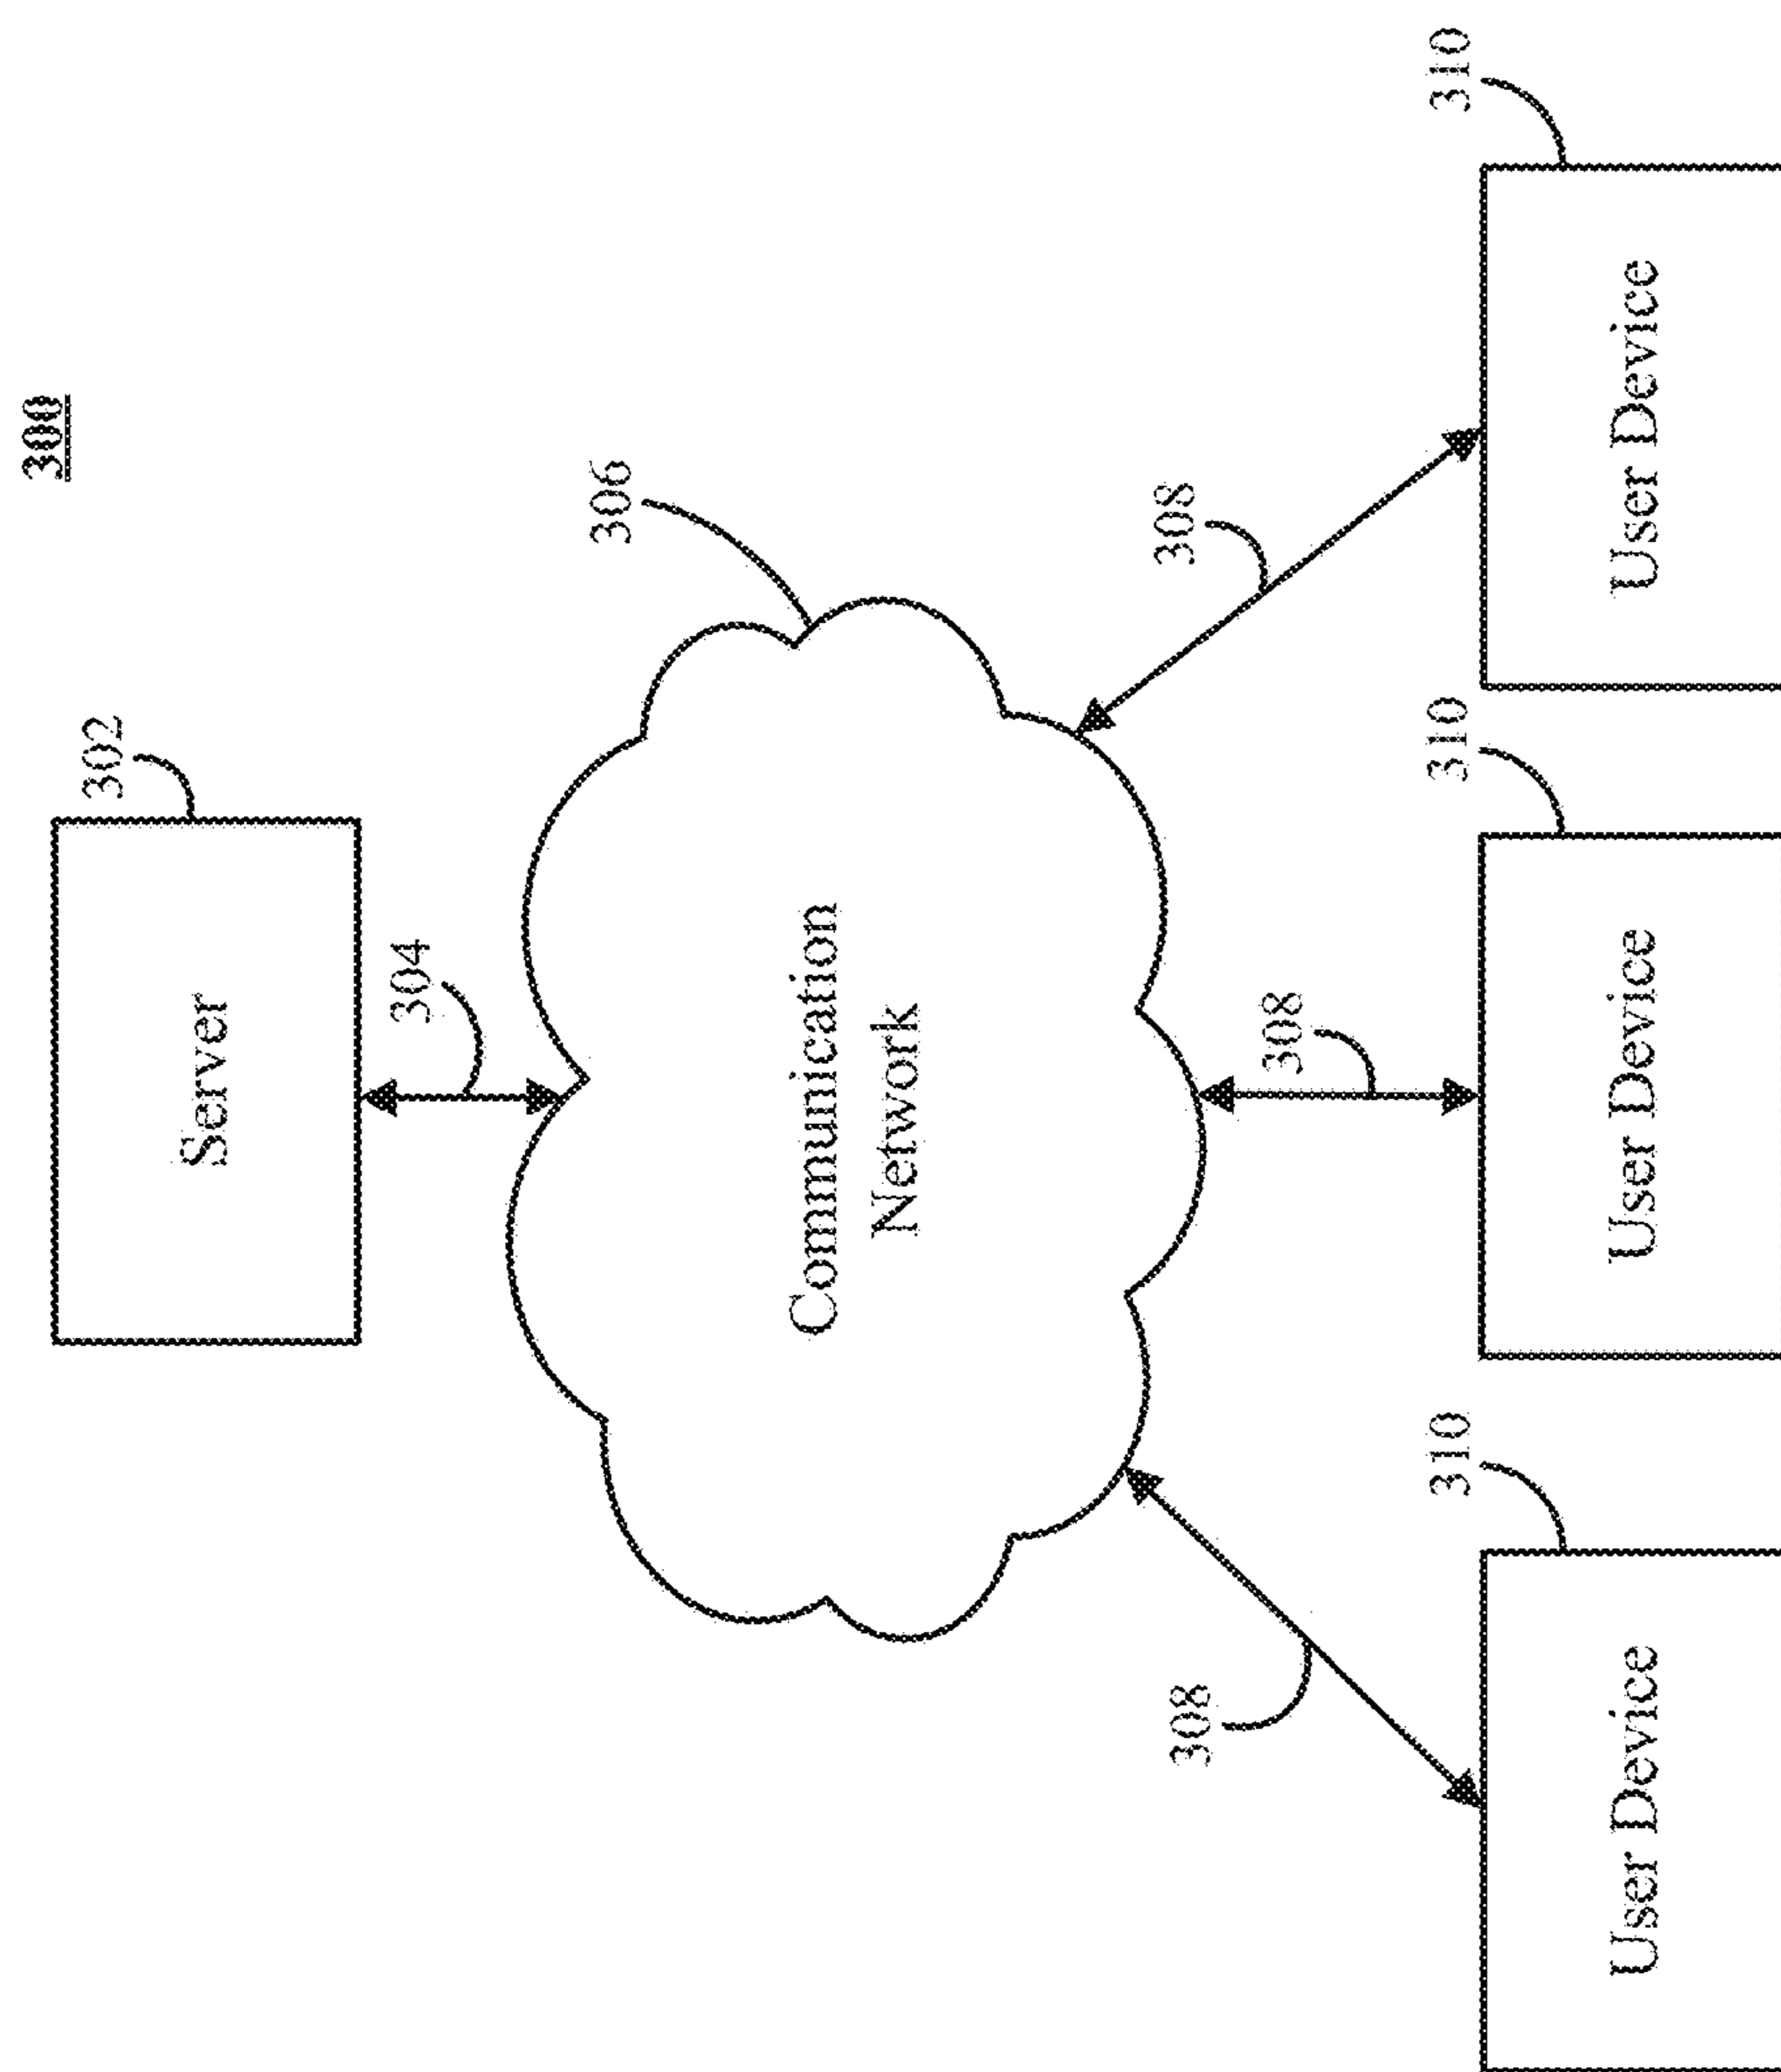 300
302
Server
304
306
Communication
Network
308
308
308
310
310
310
User Device
User Device
User Device